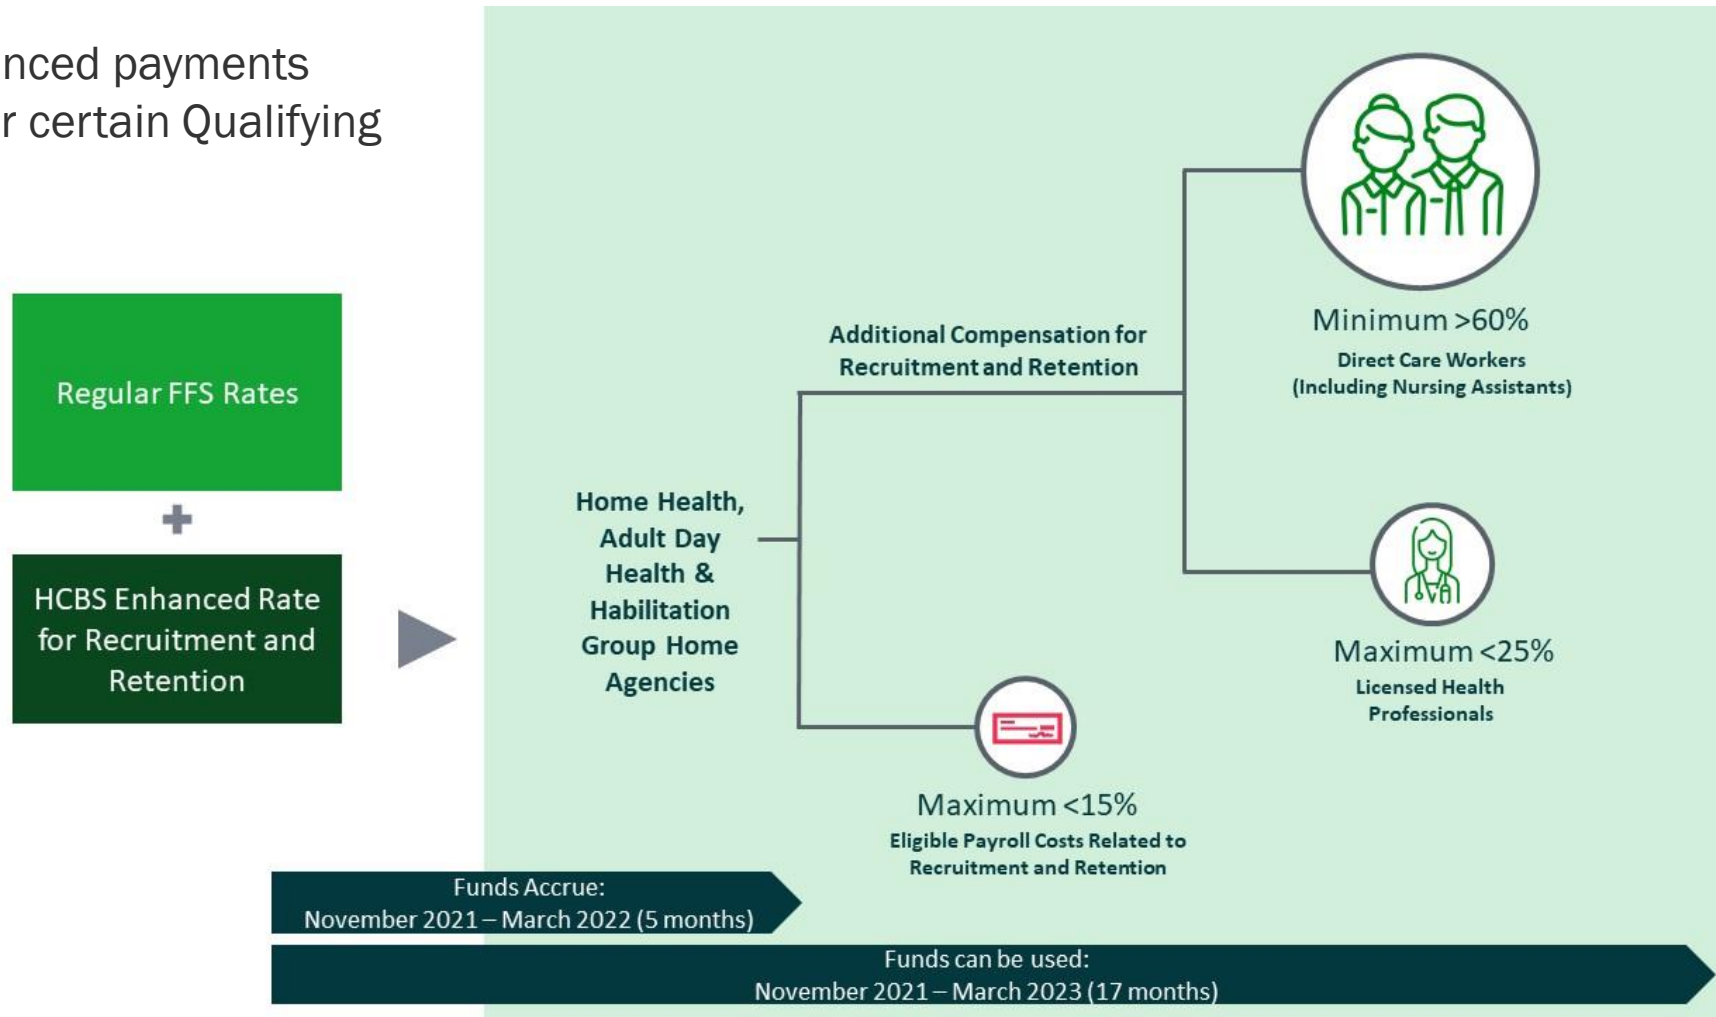 nced payments
r certain Qualifying
Regular FFS Rates
+
HCBS Enhanced Rate
for Recruitment and
Retention
Home Health,
Adult Day
Health &
Habilitation
Group Home
Agencies
Additional Compensation for
Recruitment and Retention
Minimum >60%
Direct Care Workers
(Including Nursing Assistants)
Maximum <25%
Licensed Health
Professionals
Maximum <15%
Eligible Payroll Costs Related to
Recruitment and Retention
Funds Accrue:
November 2021 – March 2022 (5 months)
Funds can be used:
November 2021 – March 2023 (17 months)